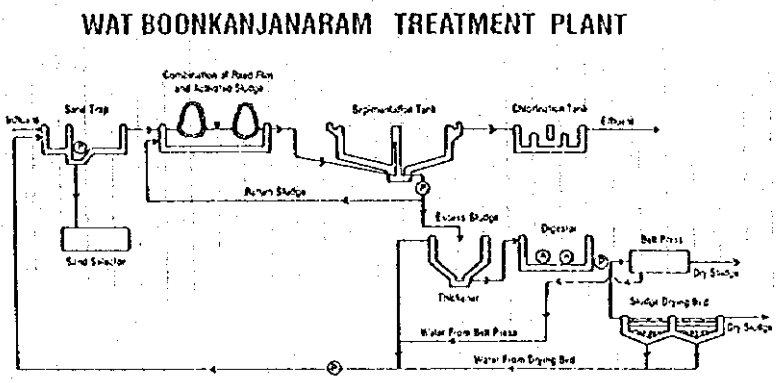 WAT BOONKANJANARAM TREATMENT PLANT
Combination of Fixed Film
and Activated Sludge
Influent
Sand Trap
Sedimentation Tank
Chlorination Tank
Effluent
Return Sludge
Sand Selector
Excess Sludge
Digestor
Belt Press
Dry Sludge
Thickener
Sludge Drying Bed
Dry Sludge
Water From Belt Press
Water From Drying Bed